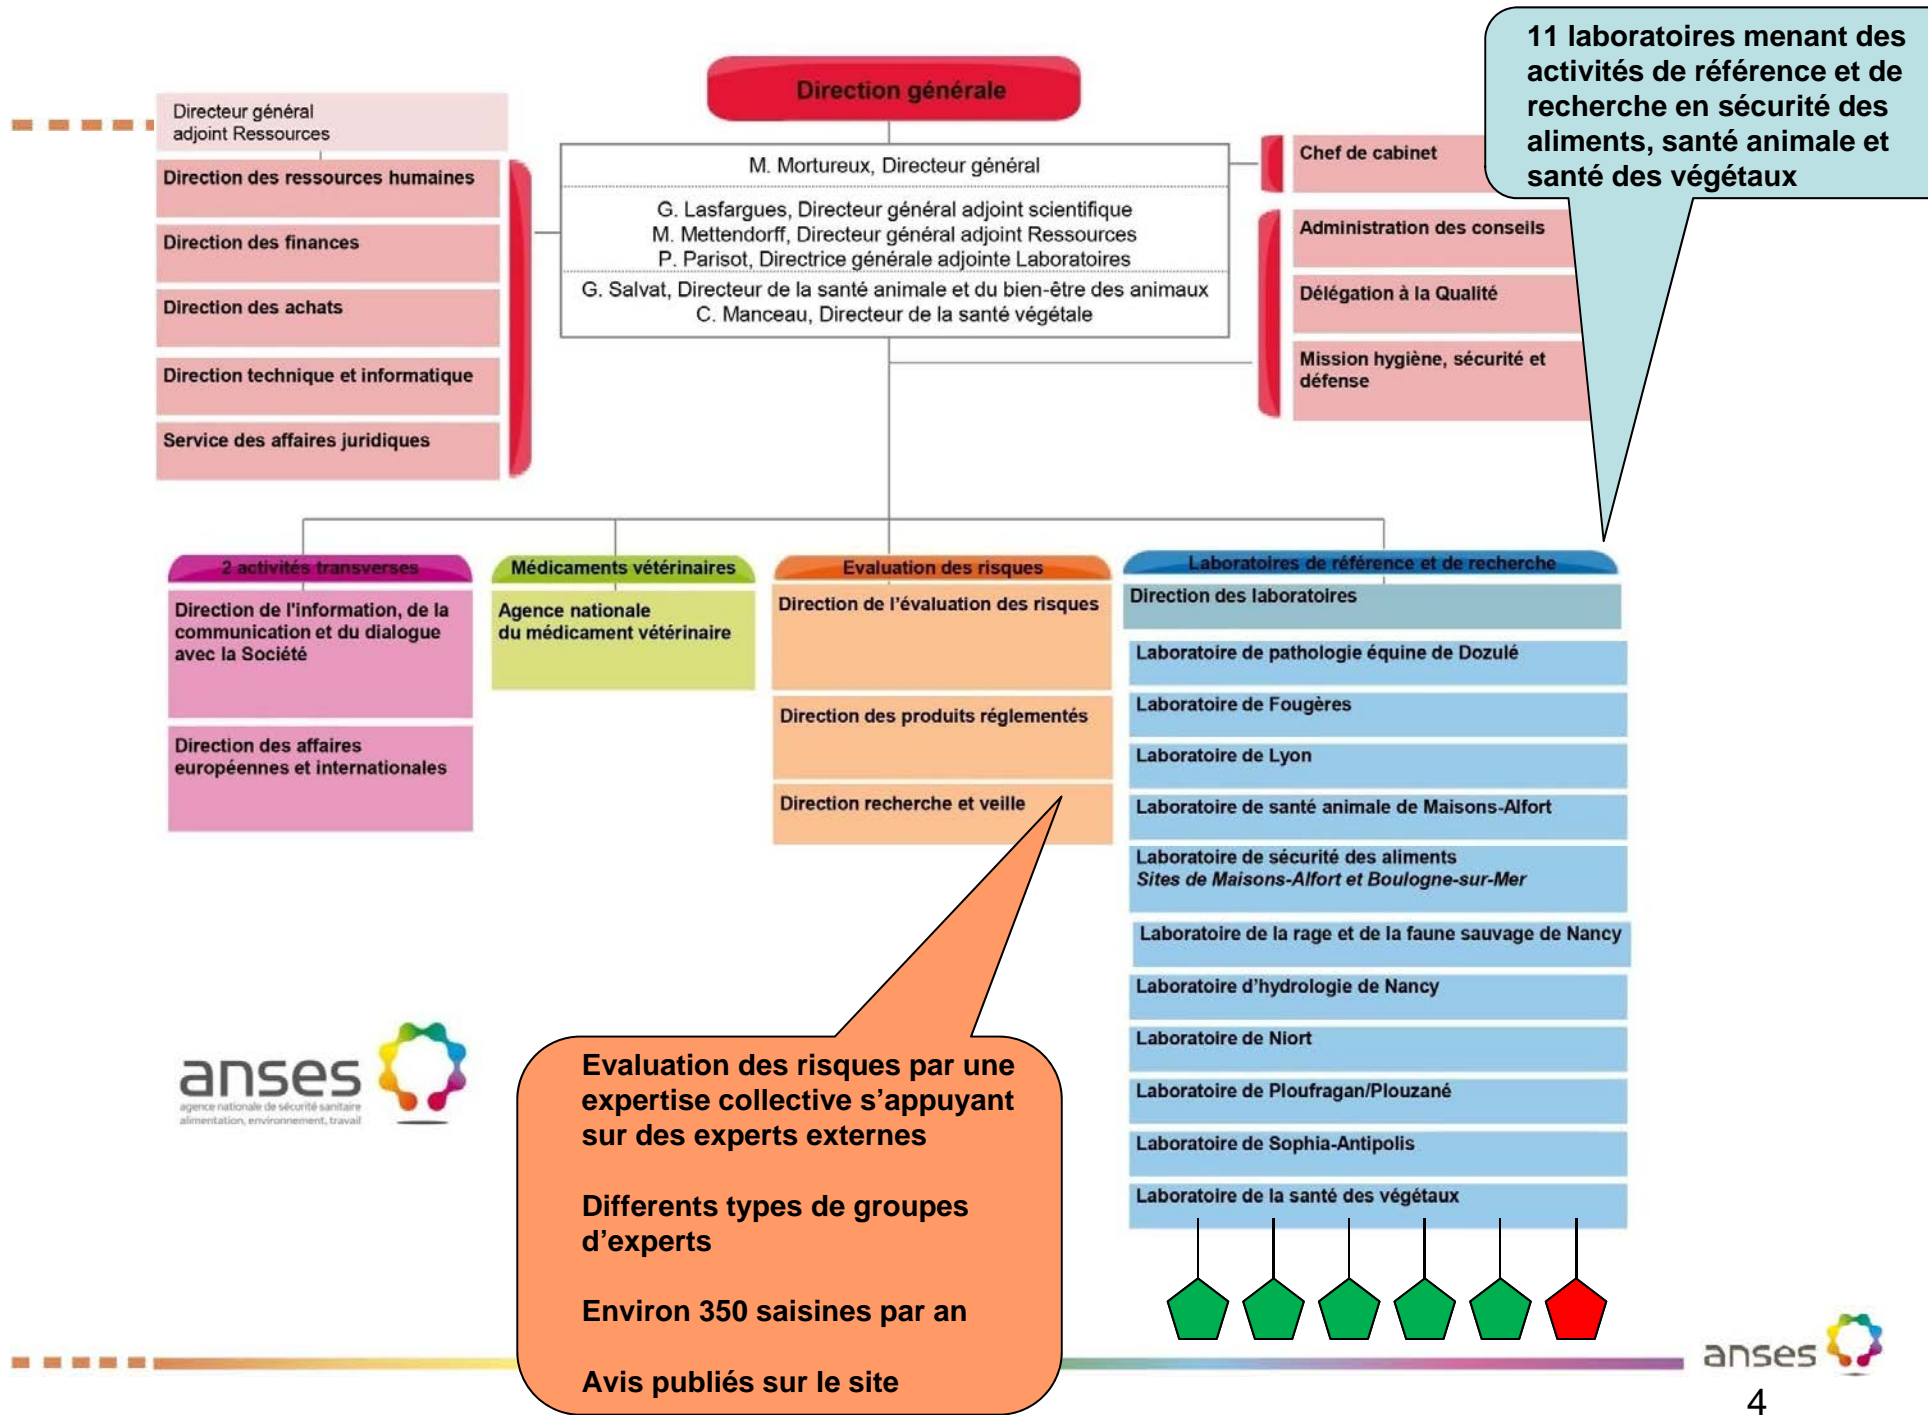 11 laboratoires menant des
activités de référence et de
recherche en sécurité des
aliments, santé animale et
santé des végétaux
Direction générale
Directeur général
adjoint Ressources
Direction des ressources humaines
Direction des finances
Direction des achats
Direction technique et informatique
Service des affaires juridiques
M. Mortureux, Directeur général
G. Lasfargues, Directeur général adjoint scientifique
M. Mettendorff, Directeur général adjoint Ressources
P. Parisot, Directrice générale adjointe Laboratoires
G. Salvat, Directeur de la santé animale et du bien-être des animaux
C. Manceau, Directeur de la santé végétale
Chef de cabinet
Administration des conseils
Délégation à la Qualité
Mission hygiène, sécurité et
défense
2 activités transverses
Direction de l'information, de la
communication et du dialogue
avec la Société
Direction des affaires
européennes et internationales
Médicaments vétérinaires
Agence nationale
du médicament vétérinaire
Evaluation des risques
Direction de l'évaluation des risques
Direction des produits réglementés
Direction recherche et veille
Laboratoires de référence et de recherche
Direction des laboratoires
Laboratoire de pathologie équine de Dozulé
Laboratoire de Fougères
Laboratoire de Lyon
Laboratoire de santé animale de Maisons-Alfort
Laboratoire de sécurité des aliments
Sites de Maisons-Alfort et Boulogne-sur-Mer
Laboratoire de la rage et de la faune sauvage de Nancy
Laboratoire d'hydrologie de Nancy
Laboratoire de Niort
Laboratoire de Ploufragan/Plouzané
Laboratoire de Sophia-Antipolis
Laboratoire de la santé des végétaux
anses
agence nationale de sécurité sanitaire
alimentation, environnement, travail
Evaluation des risques par une
expertise collective s'appuyant
sur des experts externes
Differents types de groupes
d'experts
Environ 350 saisines par an
Avis publiés sur le site
anses
4